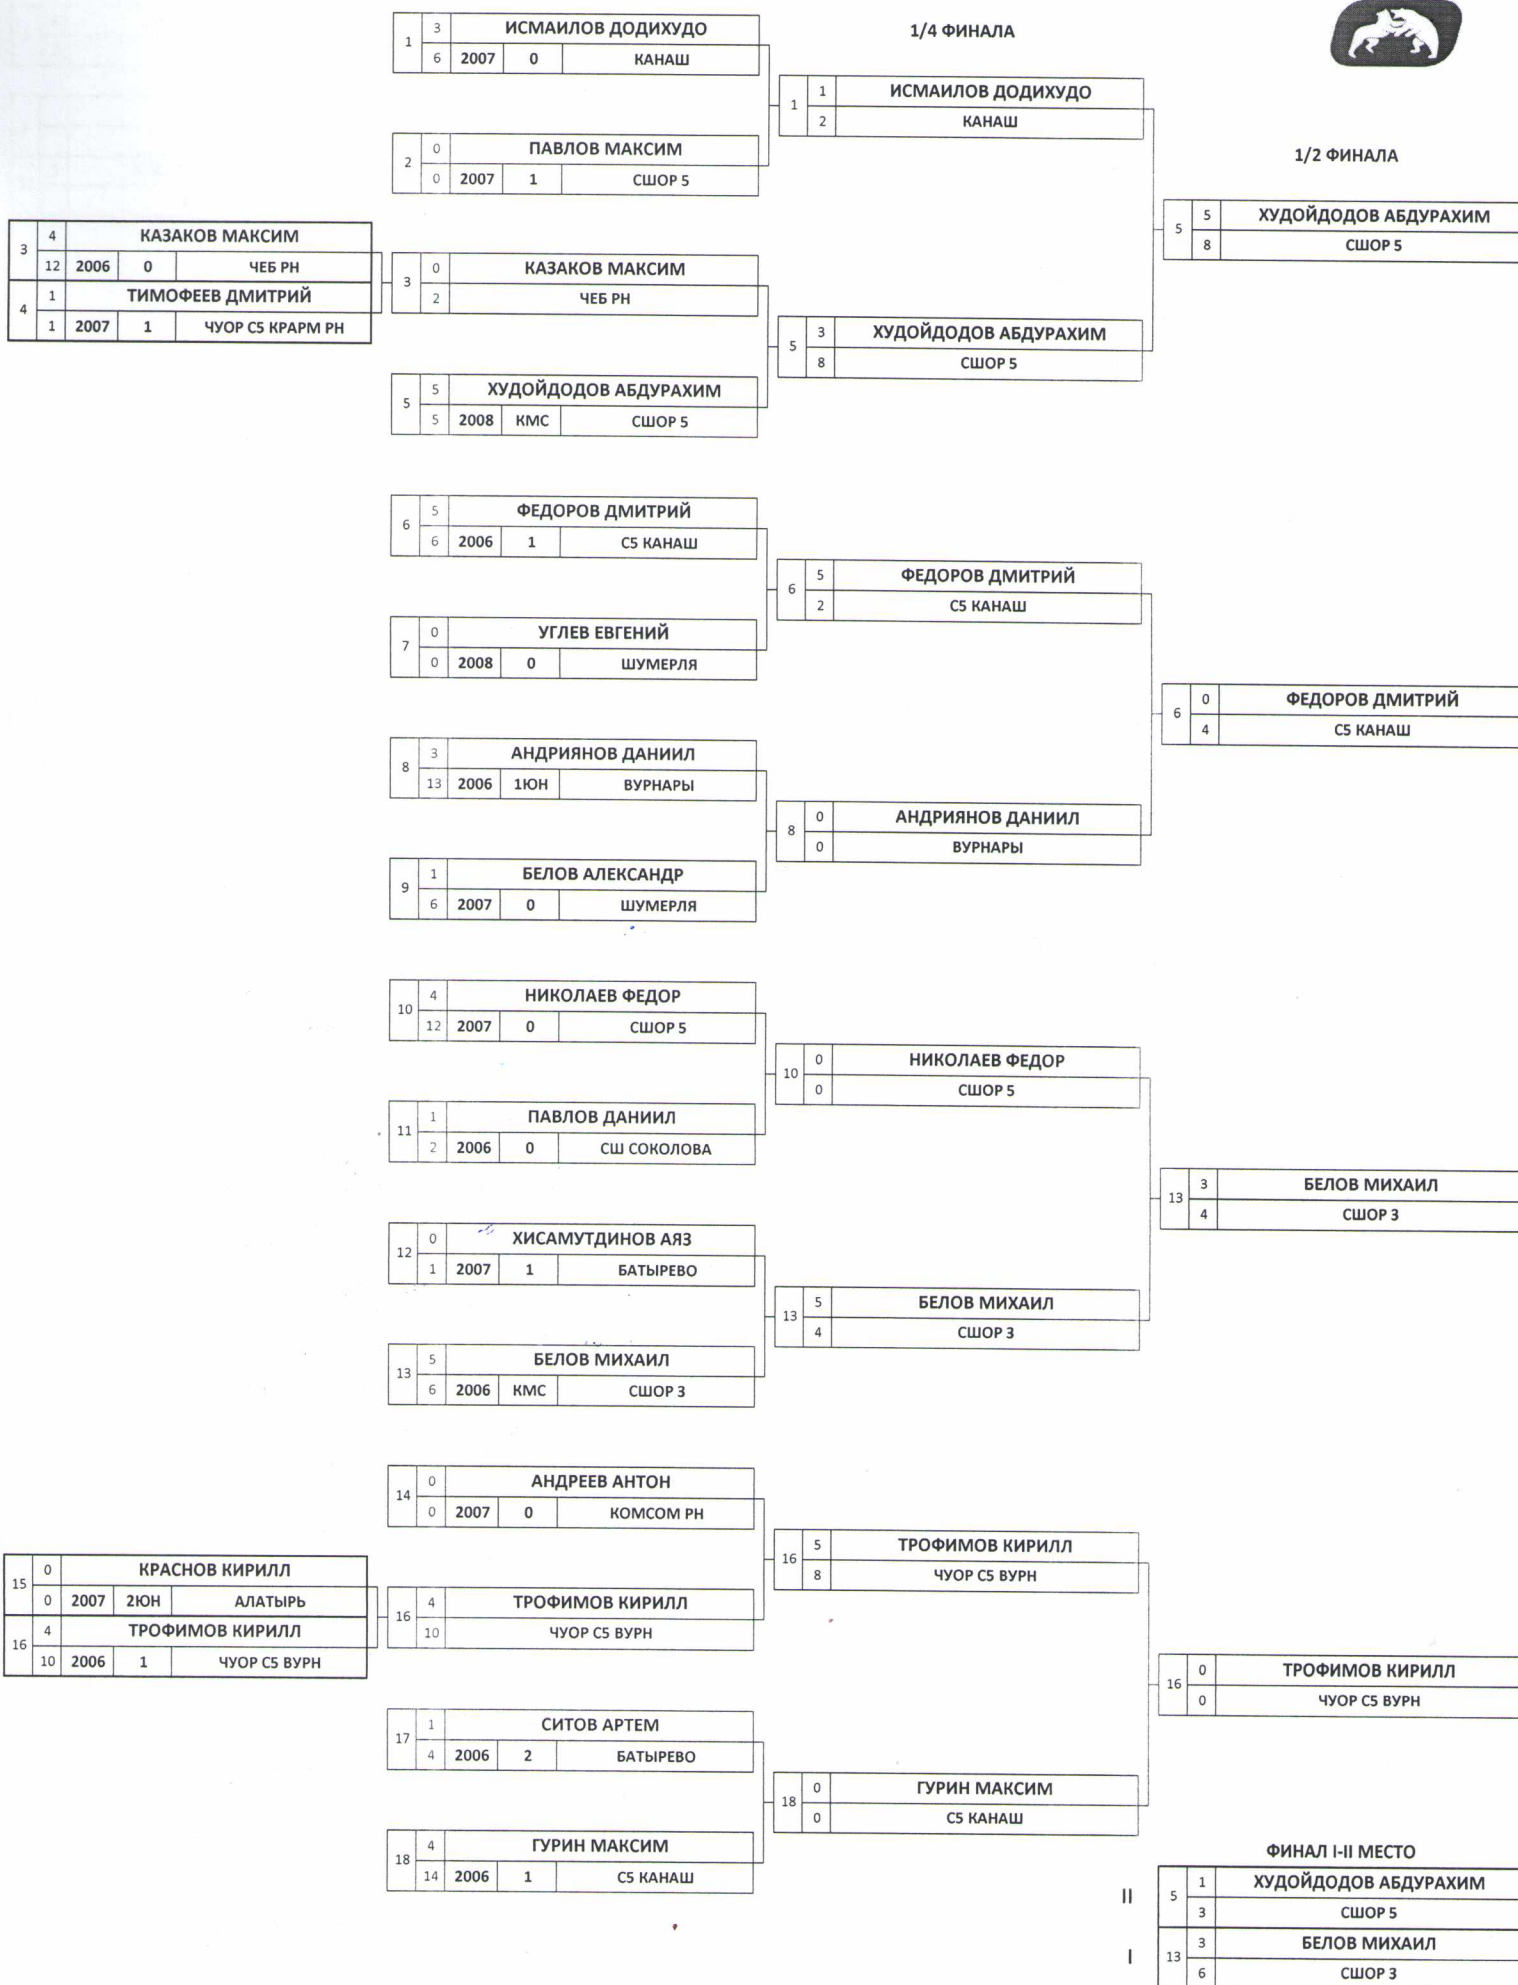 1 3 ИСМАИЛОВ ДОДИХУДО
6 2007 0 КАНАШ
1/4 ФИНАЛА
1 1 ИСМАИЛОВ ДОДИХУДО
2 КАНАШ
2 0 ПАВЛОВ МАКСИМ
0 2007 1 СШОР 5
1/2 ФИНАЛА
5 5 ХУДОЙДОДОВ АБДУРАХИМ
8 СШОР 5
3 4 КАЗАКОВ МАКСИМ
12 2006 0 ЧЕБ РН
4 1 ТИМОФЕЕВ ДМИТРИЙ
1 2007 1 ЧУОР С5 КРАРМ РН
3 0 КАЗАКОВ МАКСИМ
2 ЧЕБ РН
5 3 ХУДОЙДОДОВ АБДУРАХИМ
8 СШОР 5
5 5 ХУДОЙДОДОВ АБДУРАХИМ
5 2008 КМС СШОР 5
6 5 ФЕДОРОВ ДМИТРИЙ
6 2006 1 С5 КАНАШ
6 5 ФЕДОРОВ ДМИТРИЙ
2 С5 КАНАШ
7 0 УГЛЕВ ЕВГЕНИЙ
0 2008 0 ШУМЕРЛЯ
6 0 ФЕДОРОВ ДМИТРИЙ
4 С5 КАНАШ
8 3 АНДРИЯНОВ ДАНИИЛ
13 2006 1ЮН ВУРНАРЫ
8 0 АНДРИЯНОВ ДАНИИЛ
0 ВУРНАРЫ
9 1 БЕЛОВ АЛЕКСАНДР
6 2007 0 ШУМЕРЛЯ
10 4 НИКОЛАЕВ ФЕДОР
12 2007 0 СШОР 5
10 0 НИКОЛАЕВ ФЕДОР
0 СШОР 5
11 1 ПАВЛОВ ДАНИИЛ
2 2006 0 СШ СОКОЛОВА
13 3 БЕЛОВ МИХАИЛ
4 СШОР 3
12 0 ХИСАМУТДИНОВ АЯЗ
1 2007 1 БАТЫРЕВО
13 5 БЕЛОВ МИХАИЛ
4 СШОР 3
13 5 БЕЛОВ МИХАИЛ
6 2006 КМС СШОР 3
14 0 АНДРЕЕВ АНТОН
0 2007 0 КОМСОМ РН
16 5 ТРОФИМОВ КИРИЛЛ
8 ЧУОР С5 ВУРН
15 0 КРАСНОВ КИРИЛЛ
0 2007 2ЮН АЛАТЫРЬ
16 4 ТРОФИМОВ КИРИЛЛ
10 2006 1 ЧУОР С5 ВУРН
16 4 ТРОФИМОВ КИРИЛЛ
10 ЧУОР С5 ВУРН
16 0 ТРОФИМОВ КИРИЛЛ
0 ЧУОР С5 ВУРН
17 1 СИТОВ АРТЕМ
4 2006 2 БАТЫРЕВО
18 0 ГУРИН МАКСИМ
0 С5 КАНАШ
18 4 ГУРИН МАКСИМ
14 2006 1 С5 КАНАШ
ФИНАЛ I-II МЕСТО
II 5 1 ХУДОЙДОДОВ АБДУРАХИМ
3 СШОР 5
I 13 3 БЕЛОВ МИХАИЛ
6 СШОР 3